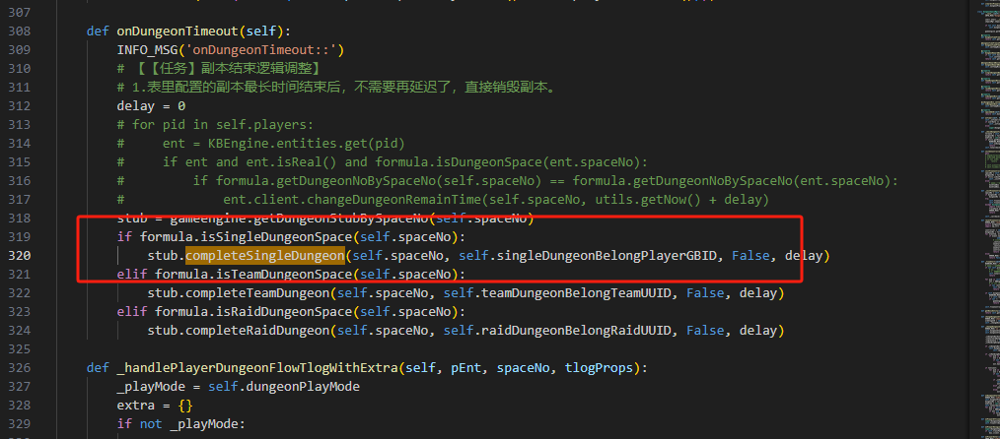 307
308 def onDungeonTimeout(self):
309 INFO_MSG('onDungeonTimeout::')
310 # 【【任务】副本结束逻辑调整】
311 # 1.表里配置的副本最长时间结束后，不需要再延迟了，直接销毁副本。
312 delay = 0
313 # for pid in self.players:
314 #     ent = KBEngine.entities.get(pid)
315 #     if ent and ent.isReal() and formula.isDungeonSpace(ent.spaceNo):
316 #         if formula.getDungeonNoBySpaceNo(self.spaceNo) == formula.getDungeonNoBySpaceNo(ent.spaceNo):
317 #             ent.client.changeDungeonRemainTime(self.spaceNo, utils.getNow() + delay)
318 stub = gameengine.getDungeonStubBySpaceNo(self.spaceNo)
319 if formula.isSingleDungeonSpace(self.spaceNo):
320 stub.completeSingleDungeon(self.spaceNo, self.singleDungeonBelongPlayerGBID, False, delay)
321 elif formula.isTeamDungeonSpace(self.spaceNo):
322 stub.completeTeamDungeon(self.spaceNo, self.teamDungeonBelongTeamUUID, False, delay)
323 elif formula.isRaidDungeonSpace(self.spaceNo):
324 stub.completeRaidDungeon(self.spaceNo, self.raidDungeonBelongRaidUUID, False, delay)
325
326 def _handlePlayerDungeonFlowTlogWithExtra(self, pEnt, spaceNo, tlogProps):
327 _playMode = self.dungeonPlayMode
328 extra = {}
329 if not _playMode: